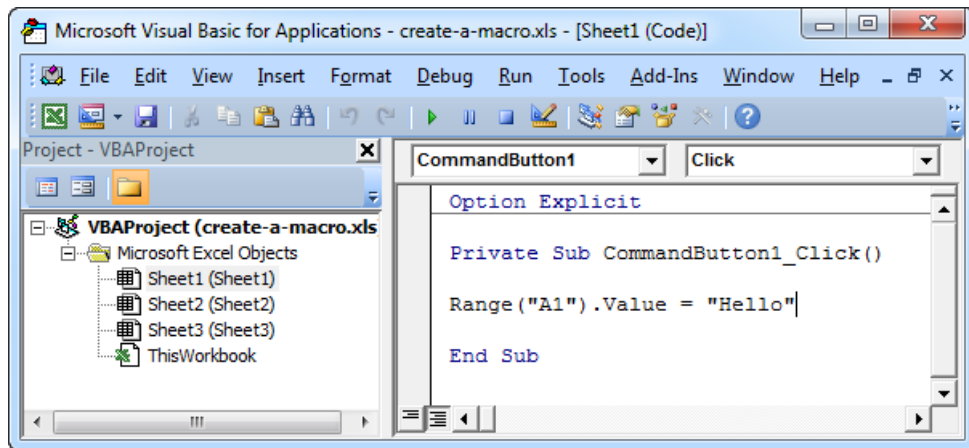 Microsoft Visual Basic for Applications - create-a-macro.xls - [Sheet1 (Code)]
File Edit View Insert Format Debug Run Tools Add-Ins Window Help
Project - VBAProject
VBAProject (create-a-macro.xls
Microsoft Excel Objects
Sheet1 (Sheet1)
Sheet2 (Sheet2)
Sheet3 (Sheet3)
ThisWorkbook
CommandButton1 Click
Option Explicit
Private Sub CommandButton1_Click()
Range("A1").Value = "Hello"
End Sub